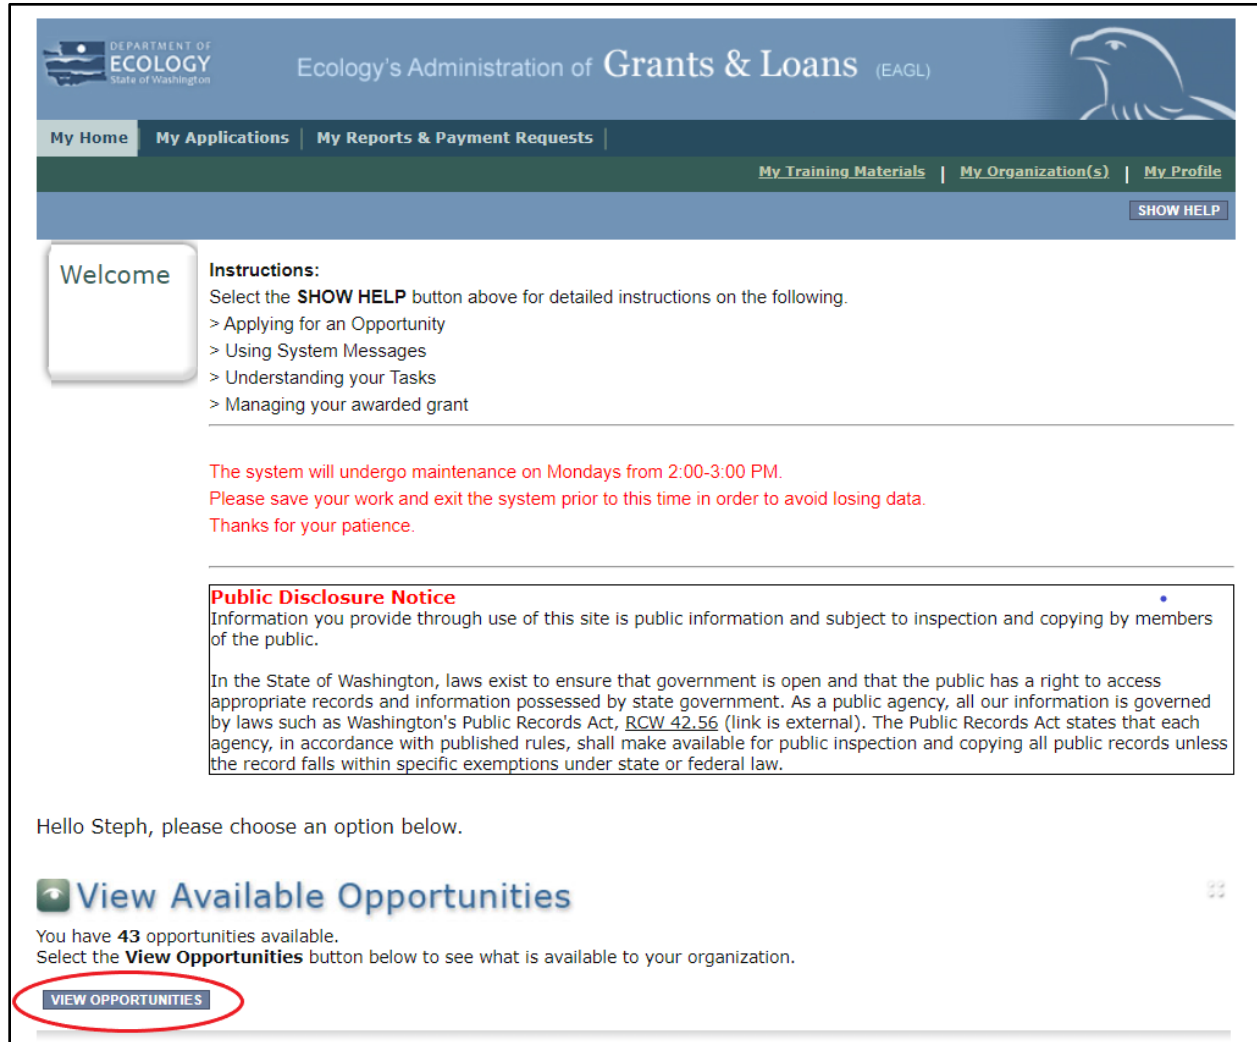 DEPARTMENT OF
ECOLOGY
State of Washington
Ecology's Administration of Grants & Loans (EAGL)
My Home | My Applications | My Reports & Payment Requests |
My Training Materials | My Organization(s) | My Profile
SHOW HELP
Welcome
Instructions:
Select the SHOW HELP button above for detailed instructions on the following.
> Applying for an Opportunity
> Using System Messages
> Understanding your Tasks
> Managing your awarded grant
The system will undergo maintenance on Mondays from 2:00-3:00 PM.
Please save your work and exit the system prior to this time in order to avoid losing data.
Thanks for your patience.
Public Disclosure Notice
Information you provide through use of this site is public information and subject to inspection and copying by members
of the public.
In the State of Washington, laws exist to ensure that government is open and that the public has a right to access
appropriate records and information possessed by state government. As a public agency, all our information is governed
by laws such as Washington's Public Records Act, RCW 42.56 (link is external). The Public Records Act states that each
agency, in accordance with published rules, shall make available for public inspection and copying all public records unless
the record falls within specific exemptions under state or federal law.
Hello Steph, please choose an option below.
View Available Opportunities
You have 43 opportunities available.
Select the View Opportunities button below to see what is available to your organization.
VIEW OPPORTUNITIES